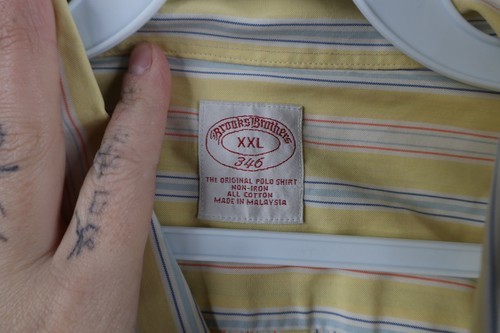 Brooks Brothers
XXL
346
THE ORIGINAL POLO SHIRT
NON-IRON
ALL COTTON
MADE IN MALAYSIA